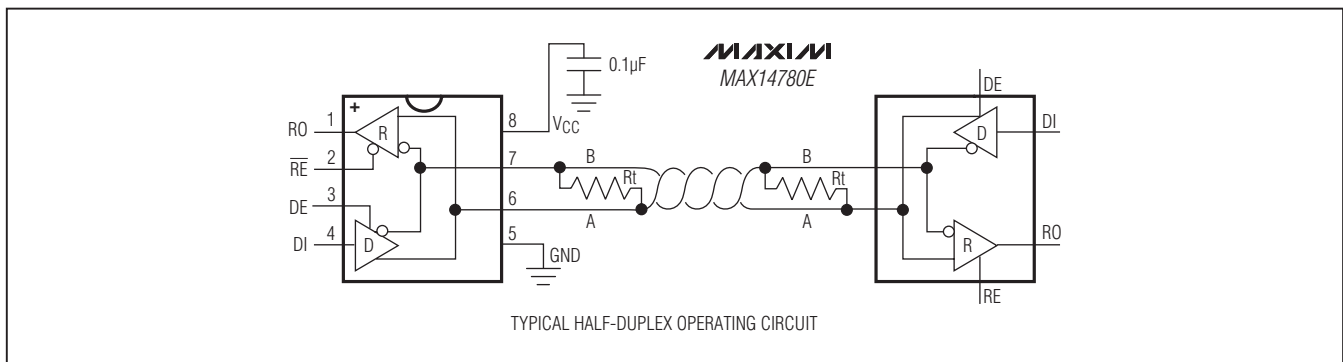 MAXIM
MAX14780E
0.1µF
DE
+
RO 1
R
8 VCC
D
DI
R̅E̅ 2
7
B
B
Rt
Rt
DE 3
6
A
A
DI 4
D
5
GND
R
RO
RE
TYPICAL HALF-DUPLEX OPERATING CIRCUIT